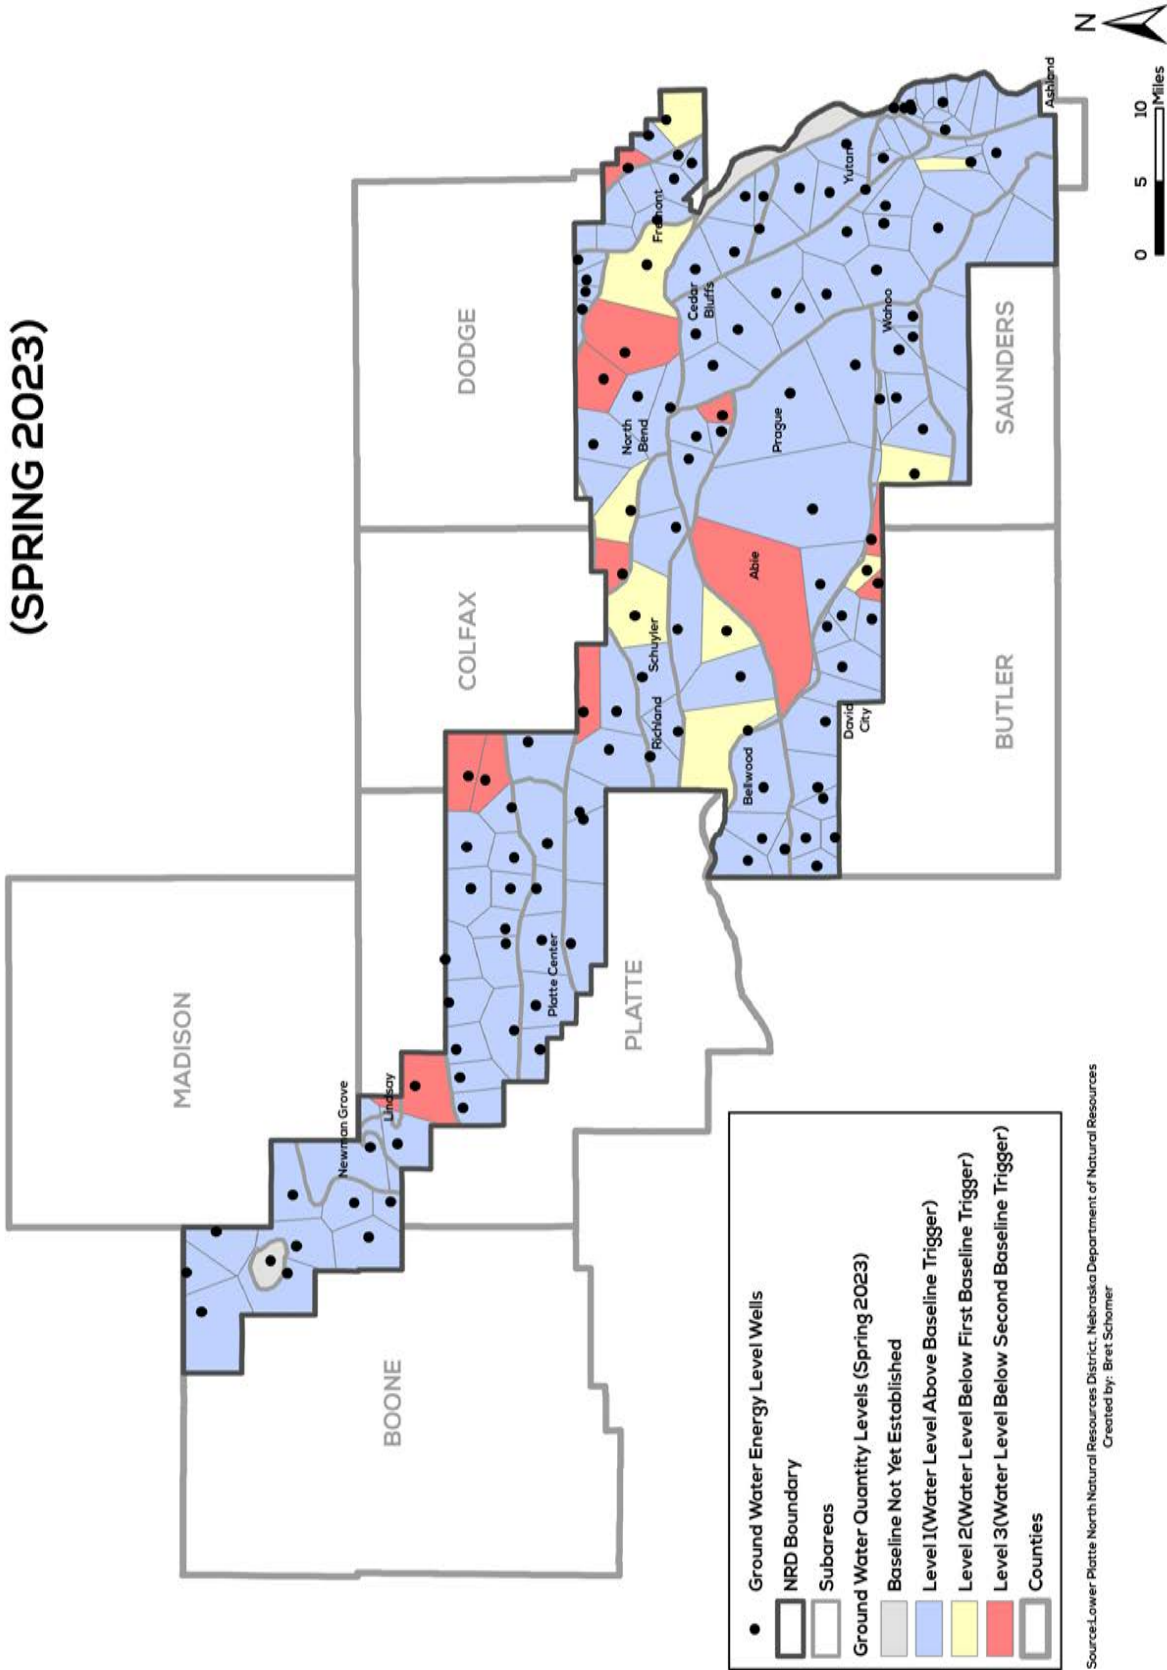 (SPRING 2023)
N
MADISON
BOONE
PLATTE
COLFAX
DODGE
BUTLER
SAUNDERS
Newman Grove
Lindsay
Platte Center
Richland
Schuyler
North
Bend
Fremont
Cedar
Bluffs
Bellwood
David
City
Abie
Prague
Wahoo
Yutan
Ashland
0 5 10
Miles
Ground Water Energy Level Wells
NRD Boundary
Subareas
Ground Water Quantity Levels (Spring 2023)
Baseline Not Yet Established
Level 1(Water Level Above Baseline Trigger)
Level 2(Water Level Below First Baseline Trigger)
Level 3(Water Level Below Second Baseline Trigger)
Counties
Source:Lower Platte North Natural Resources District, Nebraska Department of Natural Resources
Created by: Bret Schomer